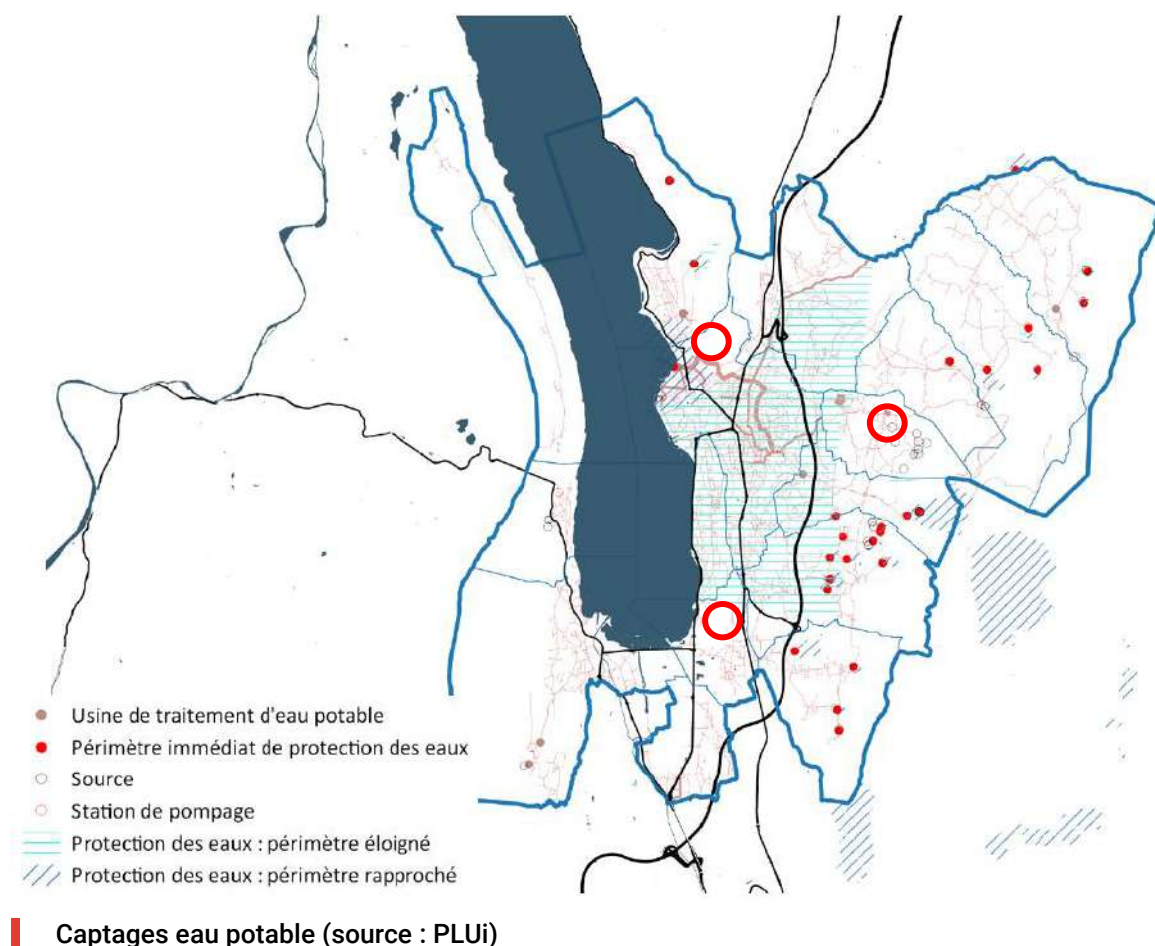 Usine de traitement d'eau potable
Périmètre immédiat de protection des eaux
Source
Station de pompage
Protection des eaux : périmètre éloigné
Protection des eaux : périmètre rapproché
Captages eau potable (source : PLUi)